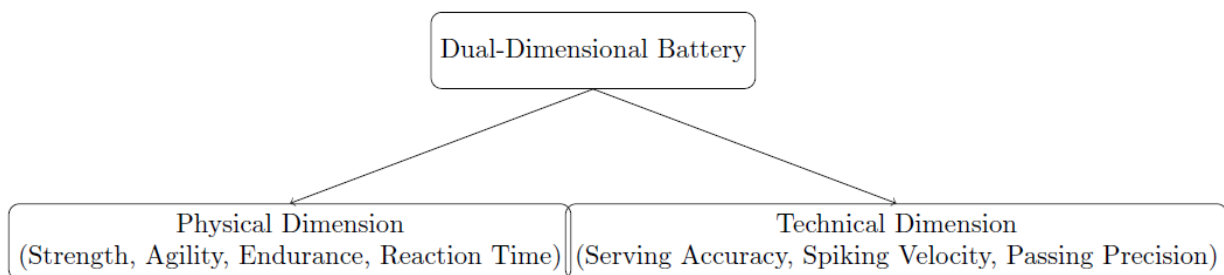 Dual-Dimensional Battery
Physical Dimension
(Strength, Agility, Endurance, Reaction Time)
Technical Dimension
(Serving Accuracy, Spiking Velocity, Passing Precision)